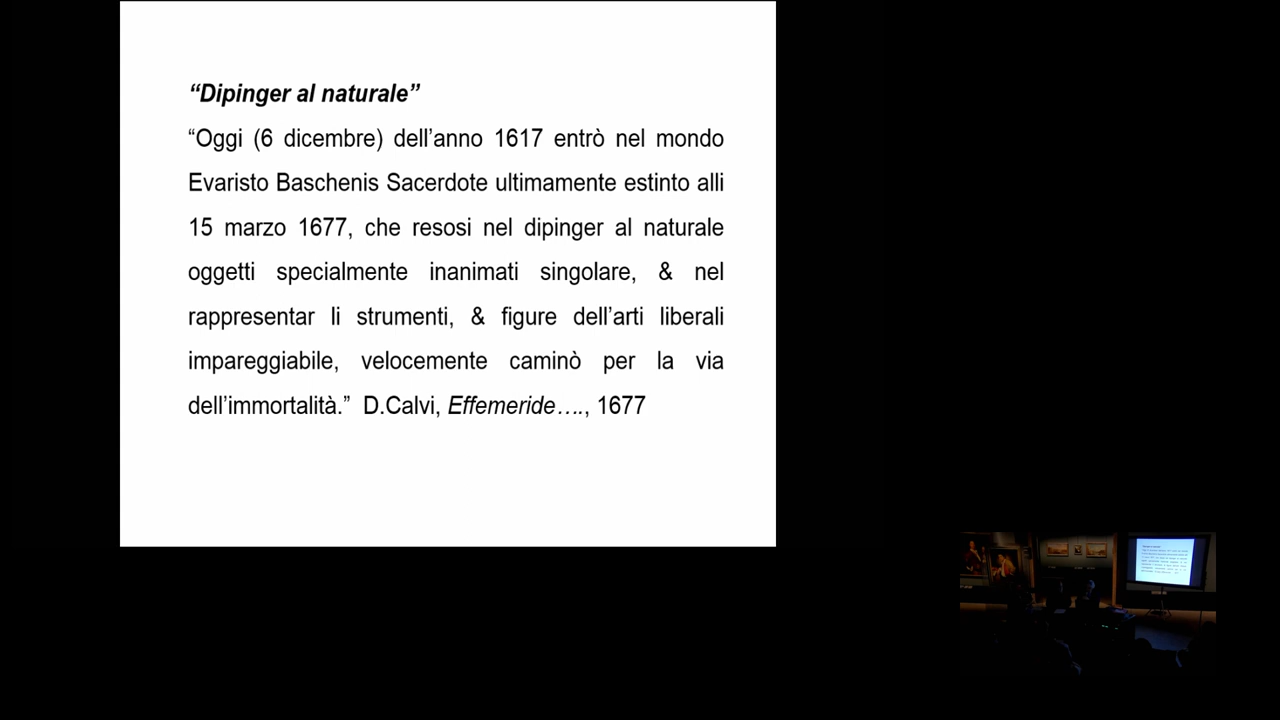 “Dipinger al naturale”
“Oggi (6 dicembre) dell’anno 1617 entrò nel mondo
Evaristo Baschenis Sacerdote ultimamente estinto alli
15 marzo 1677, che resosi nel dipinger al naturale
oggetti specialmente inanimati singolare, & nel
rappresentar li strumenti, & figure dell’arti liberali
impareggiabile, velocemente caminò per la via
dell’immortalità.” D.Calvi, Effemeride…., 1677